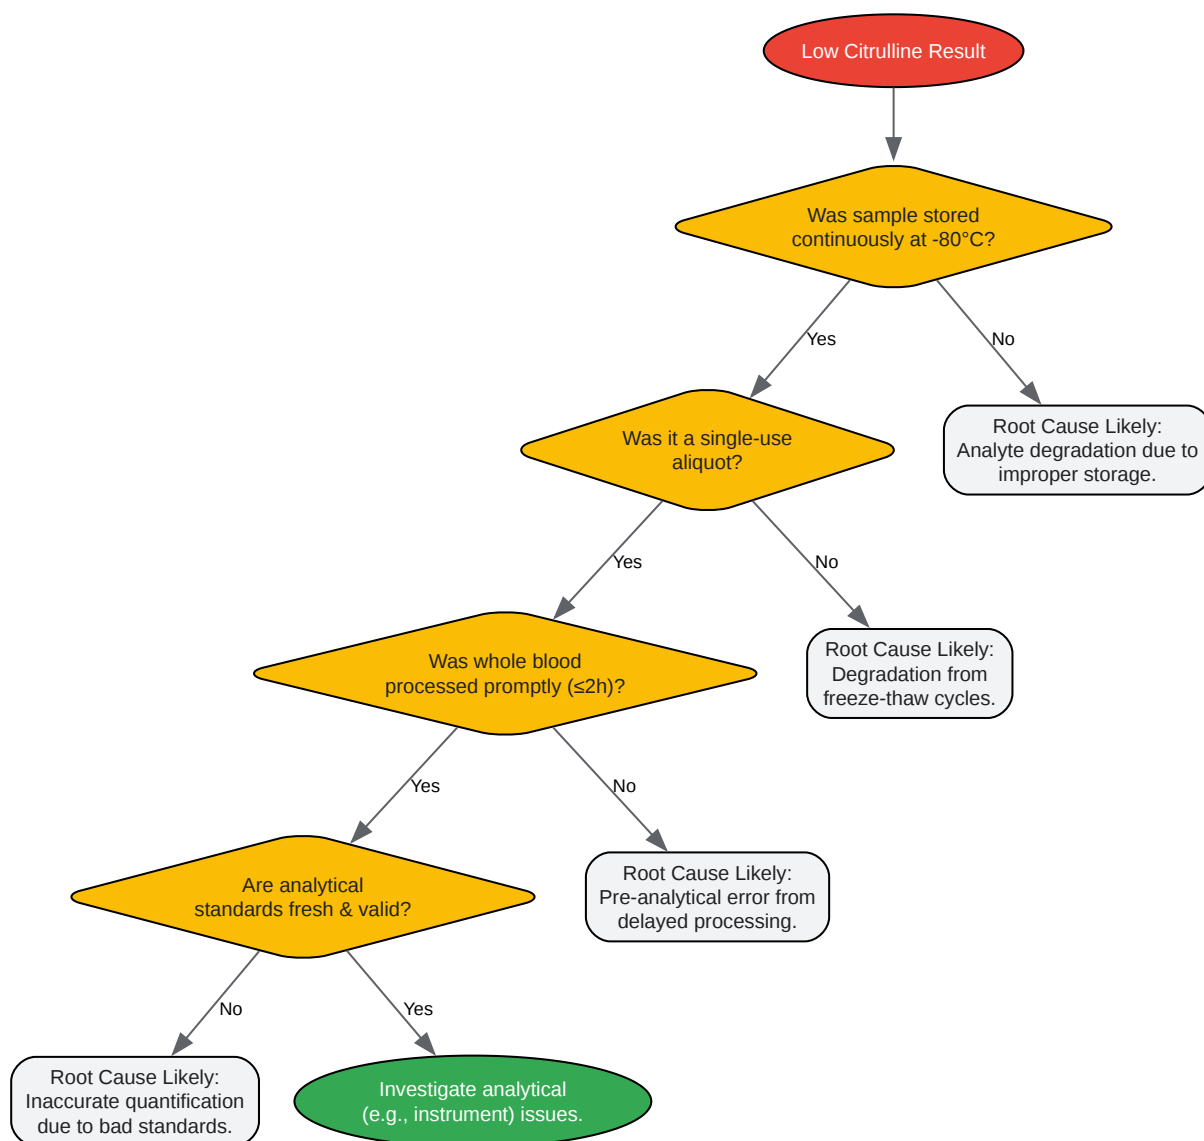 Low Citrulline Result
Was sample stored
continuously at -80°C?
Yes
No
Was it a single-use
aliquot?
Root Cause Likely:
Analyte degradation due to
improper storage.
Yes
No
Was whole blood
processed promptly (≤2h)?
Root Cause Likely:
Degradation from
freeze-thaw cycles.
Yes
No
Are analytical
standards fresh & valid?
Root Cause Likely:
Pre-analytical error from
delayed processing.
No
Yes
Root Cause Likely:
Inaccurate quantification
due to bad standards.
Investigate analytical
(e.g., instrument) issues.